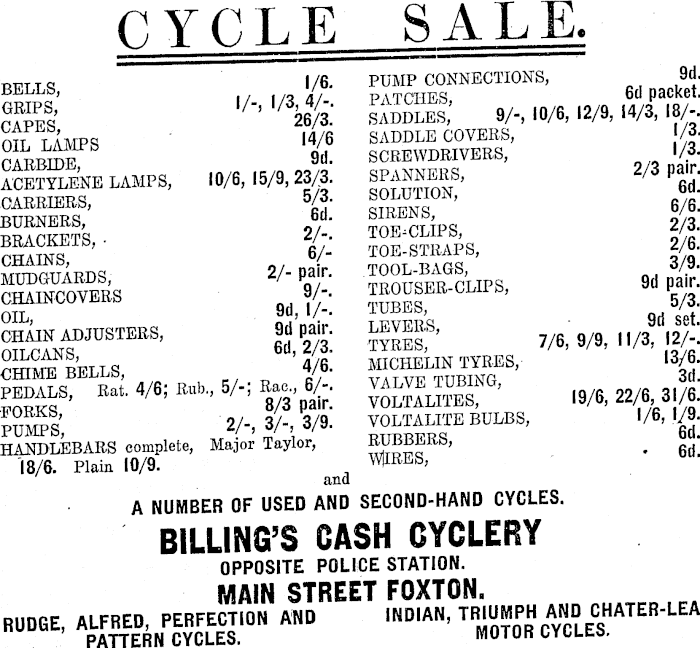 CYCLE SALE.
BELLS, 1/6.
GRIPS, 1/-, 1/3, 4/-.
CAPES, 26/3.
OIL LAMPS 14/6
CARBIDE, 9d.
ACETYLENE LAMPS, 10/6, 15/9, 23/3.
CARRIERS, 5/3.
BURNERS, 6d.
BRACKETS, 2/-.
CHAINS, 6/-
MUDGUARDS, 2/- pair.
CHAINCOVERS 9/-.
OIL, 9d, 1/-.
CHAIN ADJUSTERS, 9d pair.
OILCANS, 6d, 2/3.
CHIME BELLS, 4/6.
PEDALS, Rat. 4/6; Rub., 5/-; Rac., 6/-.
FORKS, 8/3 pair.
PUMPS, 2/-, 3/-, 3/9.
HANDLEBARS complete, Major Taylor,
18/6. Plain 10/9.
PUMP CONNECTIONS, 9d.
PATCHES, 6d packet.
SADDLES, 9/-, 10/6, 12/9, 14/3, 18/-.
SADDLE COVERS, 1/3.
SCREWDRIVERS, 1/3.
SPANNERS, 2/3 pair.
SOLUTION, 6d.
SIRENS, 6/6.
TOE-CLIPS, 2/3.
TOE-STRAPS, 2/6.
TOOL-BAGS, 3/9.
TROUSER-CLIPS, 9d pair.
TUBES, 5/3.
LEVERS, 9d set.
TYRES, 7/6, 9/9, 11/3, 12/-.
MICHELIN TYRES, 13/6.
VALVE TUBING, 3d.
VOLTALITES, 19/6, 22/6, 31/6.
VOLTALITE BULBS, 1/6, 1/9.
RUBBERS, 6d.
WIRES, 6d.
and
A NUMBER OF USED AND SECOND-HAND CYCLES.
BILLING'S CASH CYCLERY
OPPOSITE POLICE STATION.
MAIN STREET FOXTON.
RUDGE, ALFRED, PERFECTION AND
PATTERN CYCLES.
INDIAN, TRIUMPH AND CHATER-LEA
MOTOR CYCLES.